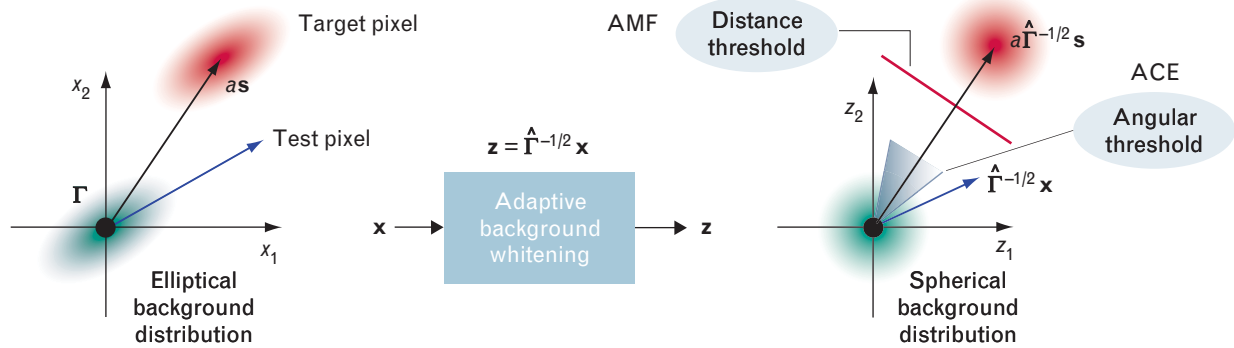 Target pixel
x₂
as
Test pixel
Γ
x₁
Elliptical
background
distribution
z = Γ̂⁻¹/² x
x
Adaptive
background
whitening
z
AMF
Distance
threshold
aΓ̂⁻¹/² s
ACE
Angular
threshold
z₂
Γ̂⁻¹/² x
z₁
Spherical
background
distribution